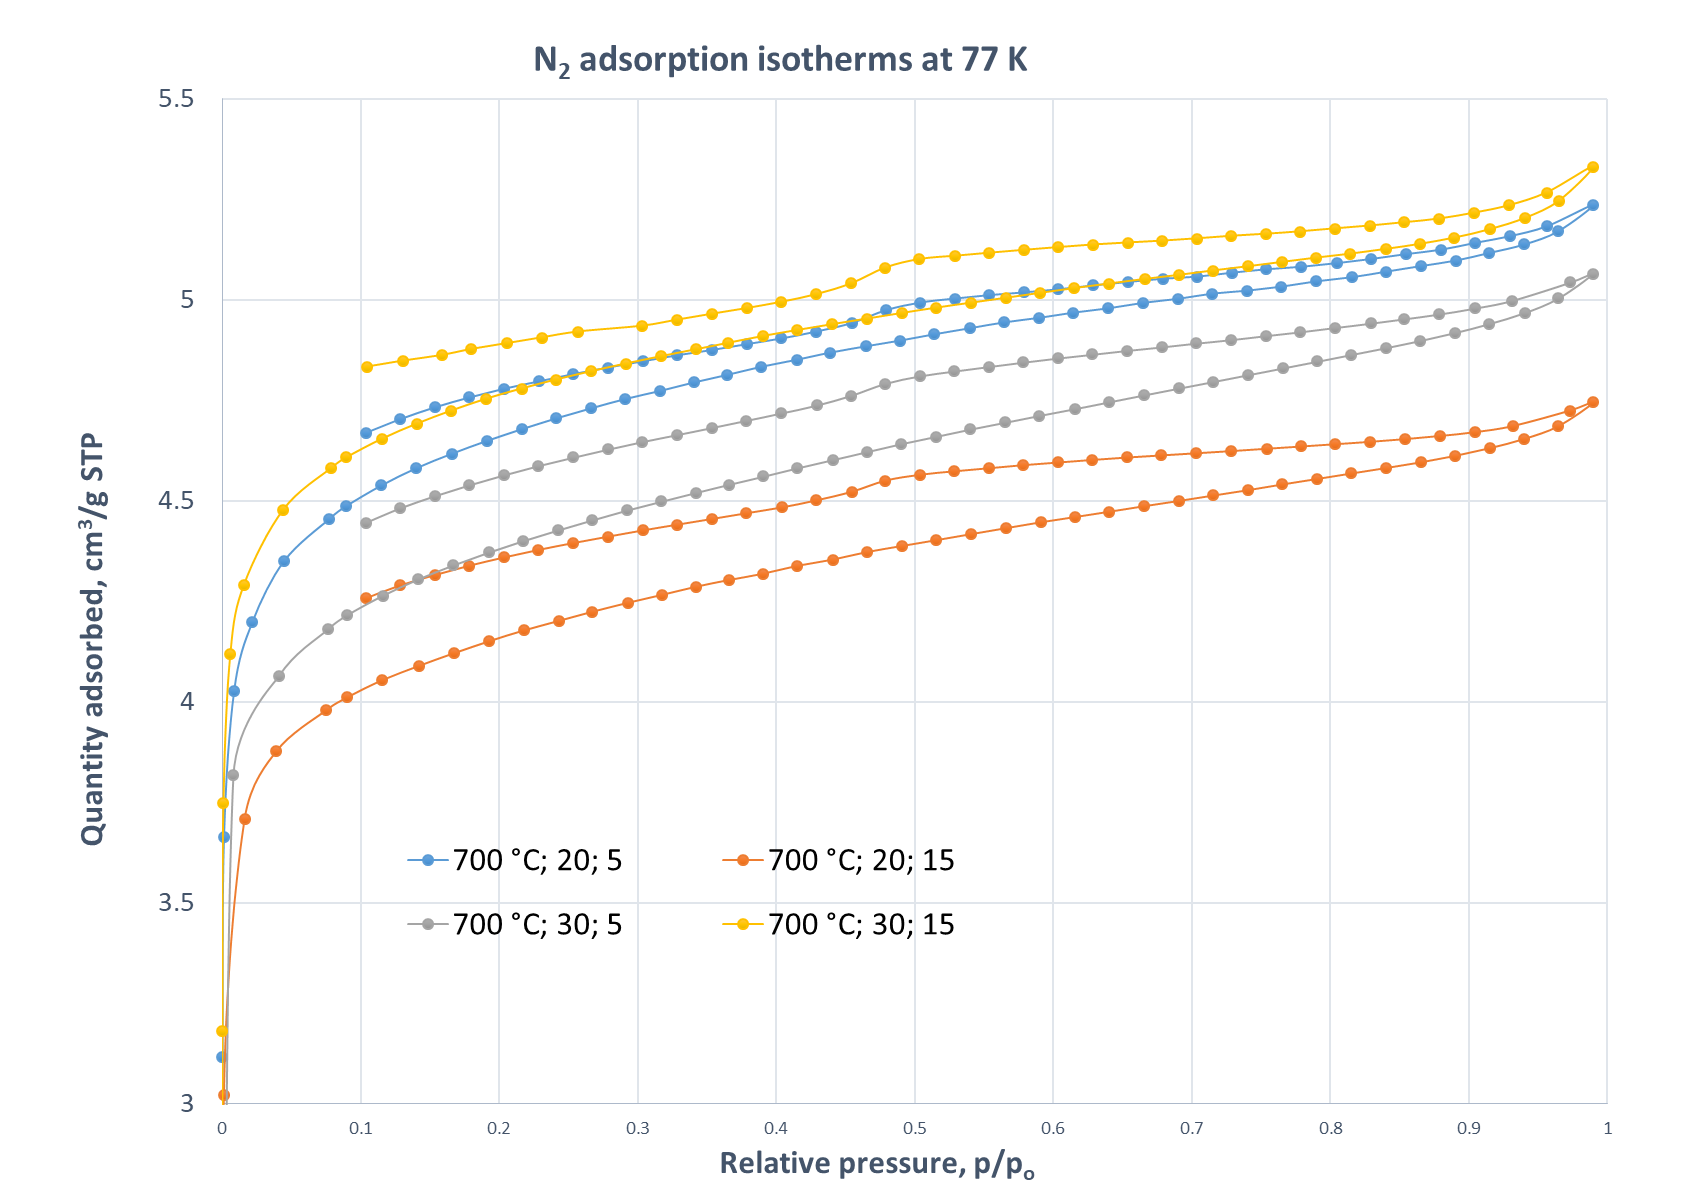 N₂ adsorption isotherms at 77 K
Quantity adsorbed, cm³/g STP
5.5
5
4.5
4
3.5
3
700 °C; 20; 5
700 °C; 20; 15
700 °C; 30; 5
700 °C; 30; 15
0 0.1 0.2 0.3 0.4 0.5 0.6 0.7 0.8 0.9 1
Relative pressure, p/pₒ